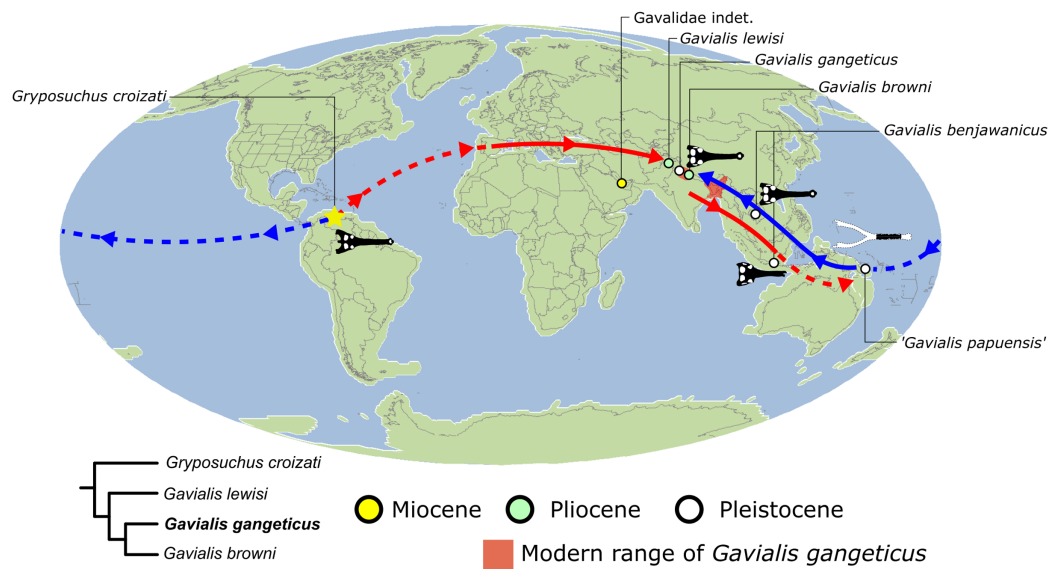 Gavalidae indet.
Gavialis lewisi
Gavialis gangeticus
Gavialis browni
Gryposuchus croizati
Gavialis benjawanicus
'Gavialis papuensis'
Gryposuchus croizati
Gavialis lewisi
Gavialis gangeticus
Gavialis browni
Miocene
Pliocene
Pleistocene
Modern range of Gavialis gangeticus